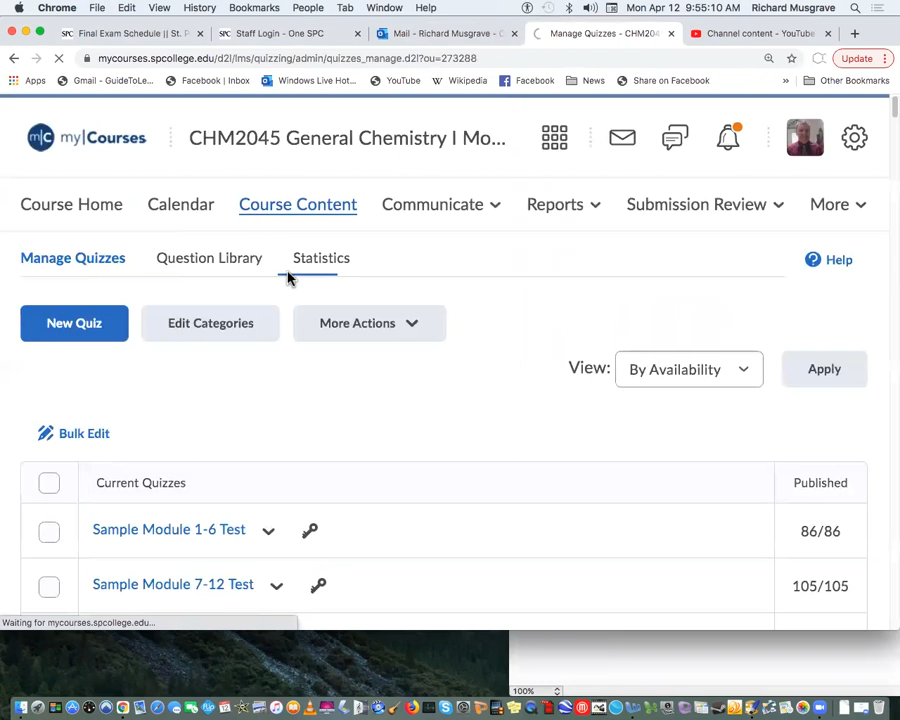 Chrome File Edit View History Bookmarks People Tab Window Help Mon Apr 12 9:55:10 AM Richard Musgrave
Final Exam Schedule || St. P Staff Login - One SPC Mail - Richard Musgrave - C Manage Quizzes - CHM204 Channel content - YouTube
mycourses.spcollege.edu/d2l/lms/quizzing/admin/quizzes_manage.d2l?ou=273288 Update
Apps Gmail - GuideToLe... Facebook | Inbox Windows Live Hot... YouTube Wikipedia Facebook News Share on Facebook » Other Bookmarks
m|C my|Courses CHM2045 General Chemistry I Mo...
Course Home Calendar Course Content Communicate Reports Submission Review More
Manage Quizzes Question Library Statistics Help
New Quiz Edit Categories More Actions
View: By Availability Apply
Bulk Edit
Current Quizzes Published
Sample Module 1-6 Test 86/86
Sample Module 7-12 Test 105/105
Waiting for mycourses.spcollege.edu...
100%